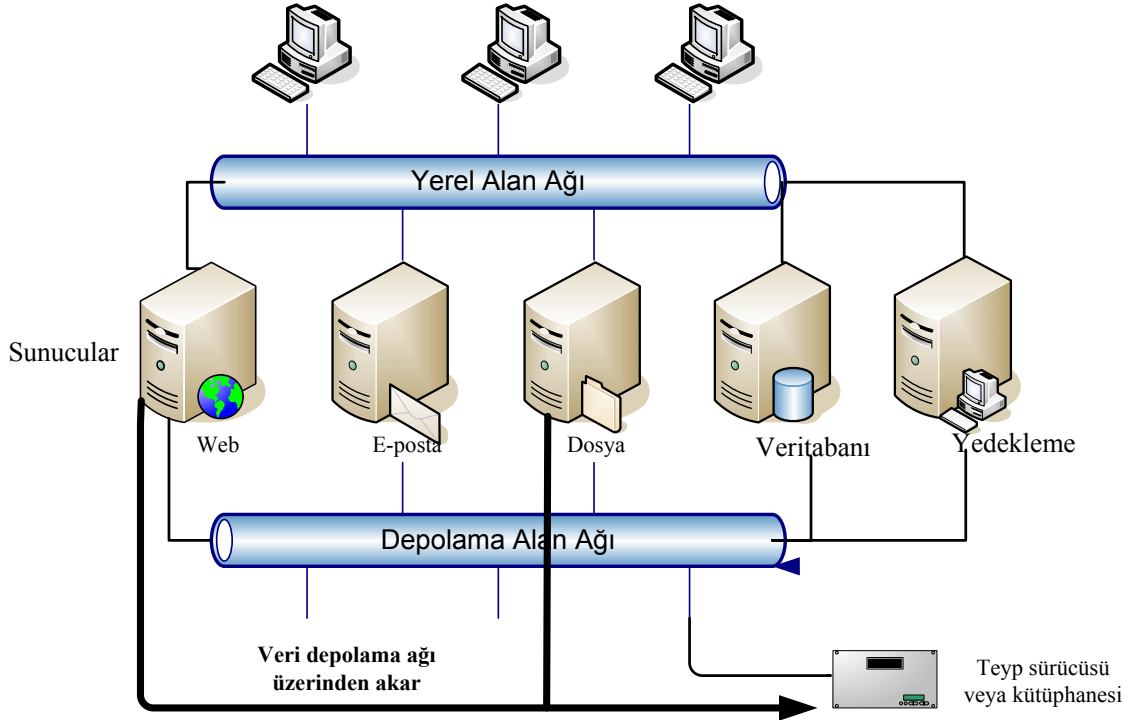 Yerel Alan Ağı
Sunucular
Web
E-posta
Dosya
Veritabanı
Yedekleme
Depolama Alan Ağı
Veri depolama ağı
üzerinden akar
Teyp sürücüsü
veya kütüphanesi